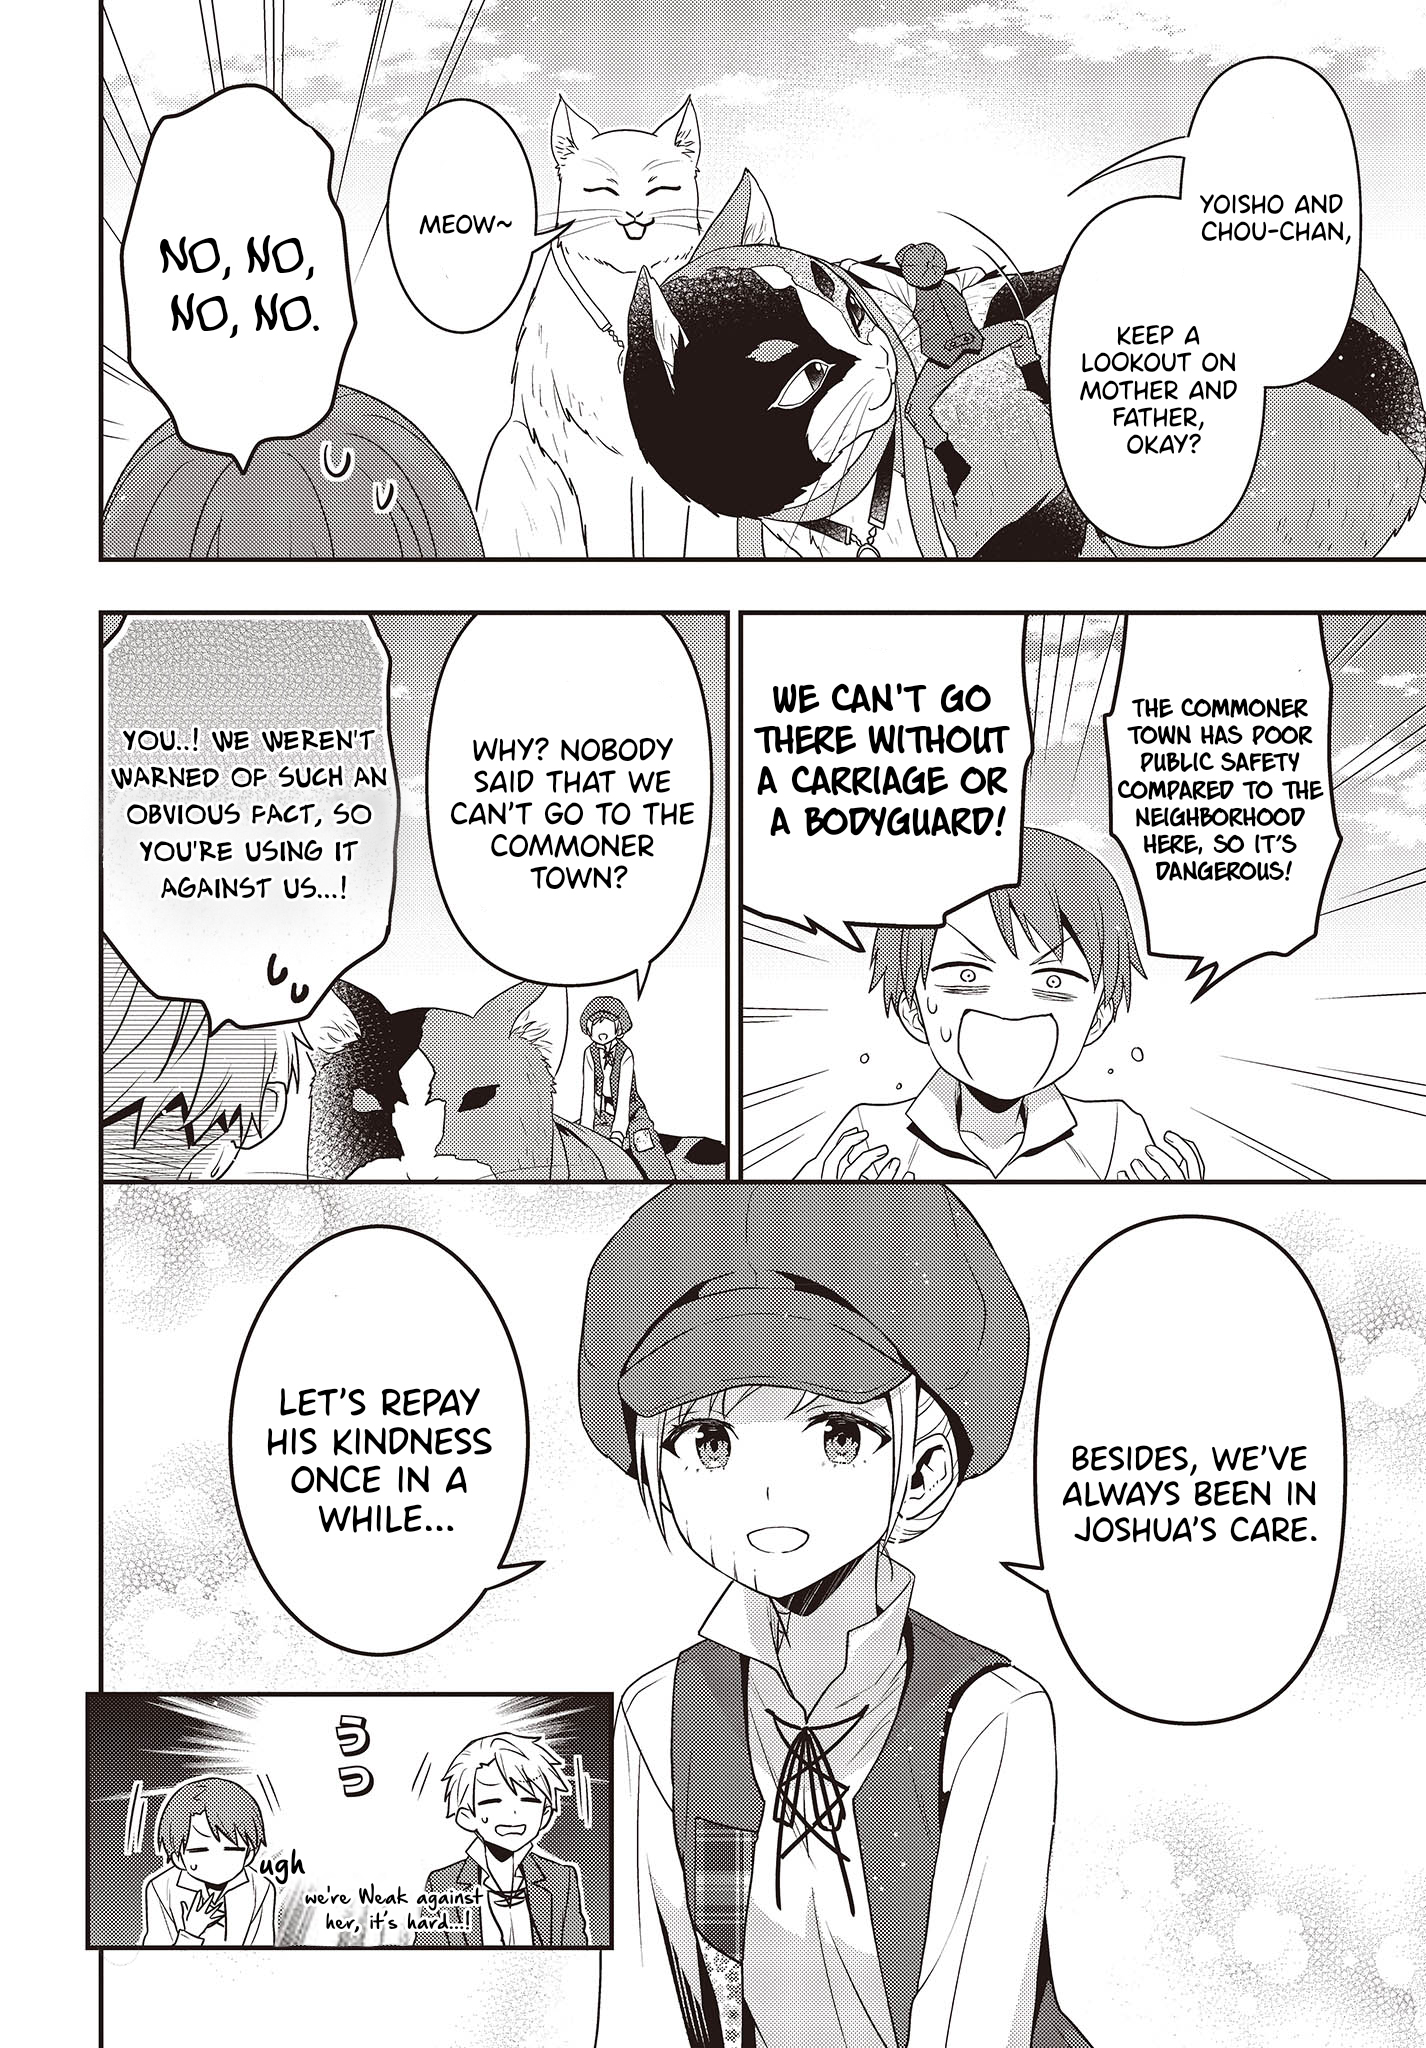 YOISHO AND
CHOU-CHAN,
KEEP A
LOOKOUT ON
MOTHER AND
FATHER,
OKAY?
MEOW~
NO, NO,
NO, NO.
THE COMMONER
TOWN HAS POOR
PUBLIC SAFETY
COMPARED TO THE
NEIGHBORHOOD
HERE, SO IT'S
DANGEROUS!
WE CAN'T GO
THERE WITHOUT
A CARRIAGE OR
A BODYGUARD!
WHY? NOBODY
SAID THAT WE
CAN'T GO TO THE
COMMONER
TOWN?
YOU..! WE WEREN'T
WARNED OF SUCH AN
OBVIOUS FACT, SO
YOU'RE USING IT
AGAINST US...!
BESIDES, WE'VE
ALWAYS BEEN IN
JOSHUA'S CARE.
LET'S REPAY
HIS KINDNESS
ONCE IN A
WHILE...
うっ
ugh
we're Weak against
her, it's hard...!